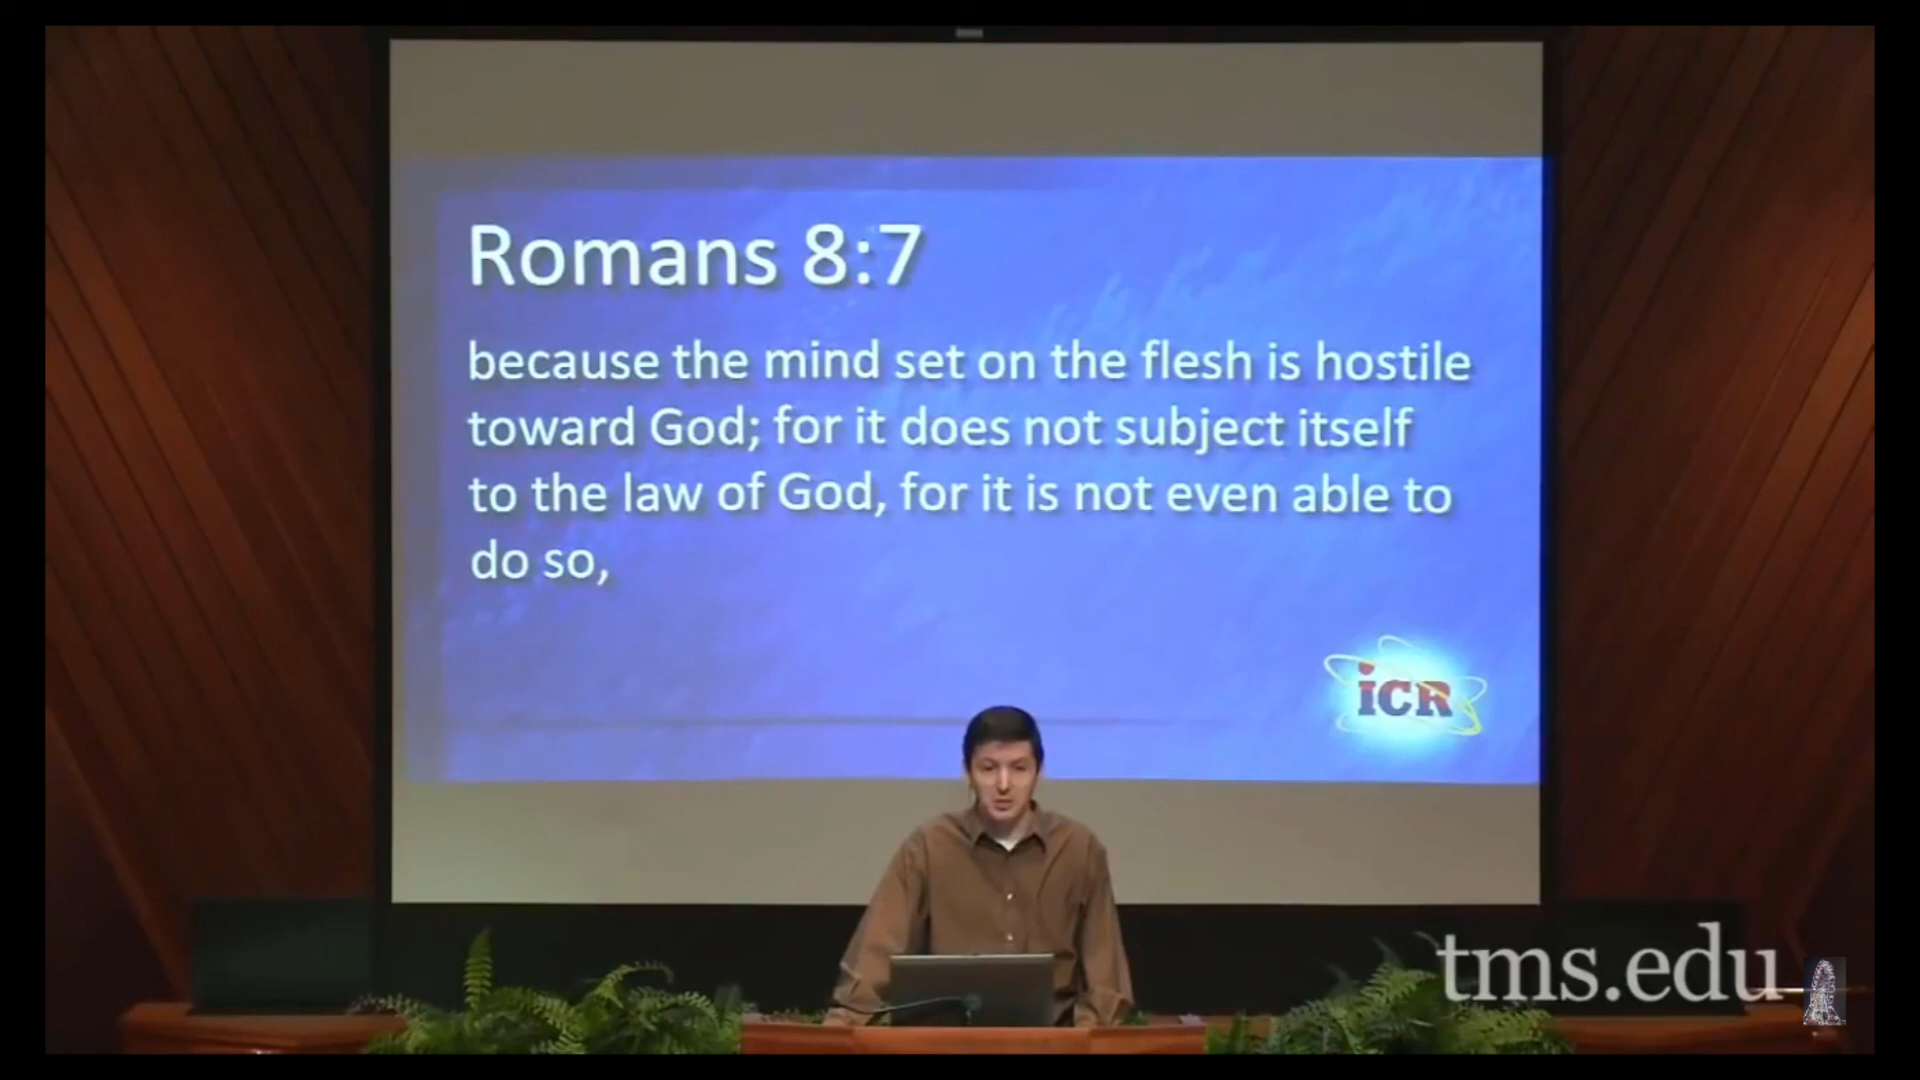 Romans 8:7
because the mind set on the flesh is hostile
toward God; for it does not subject itself
to the law of God, for it is not even able to
do so,
iCR
tms.edu